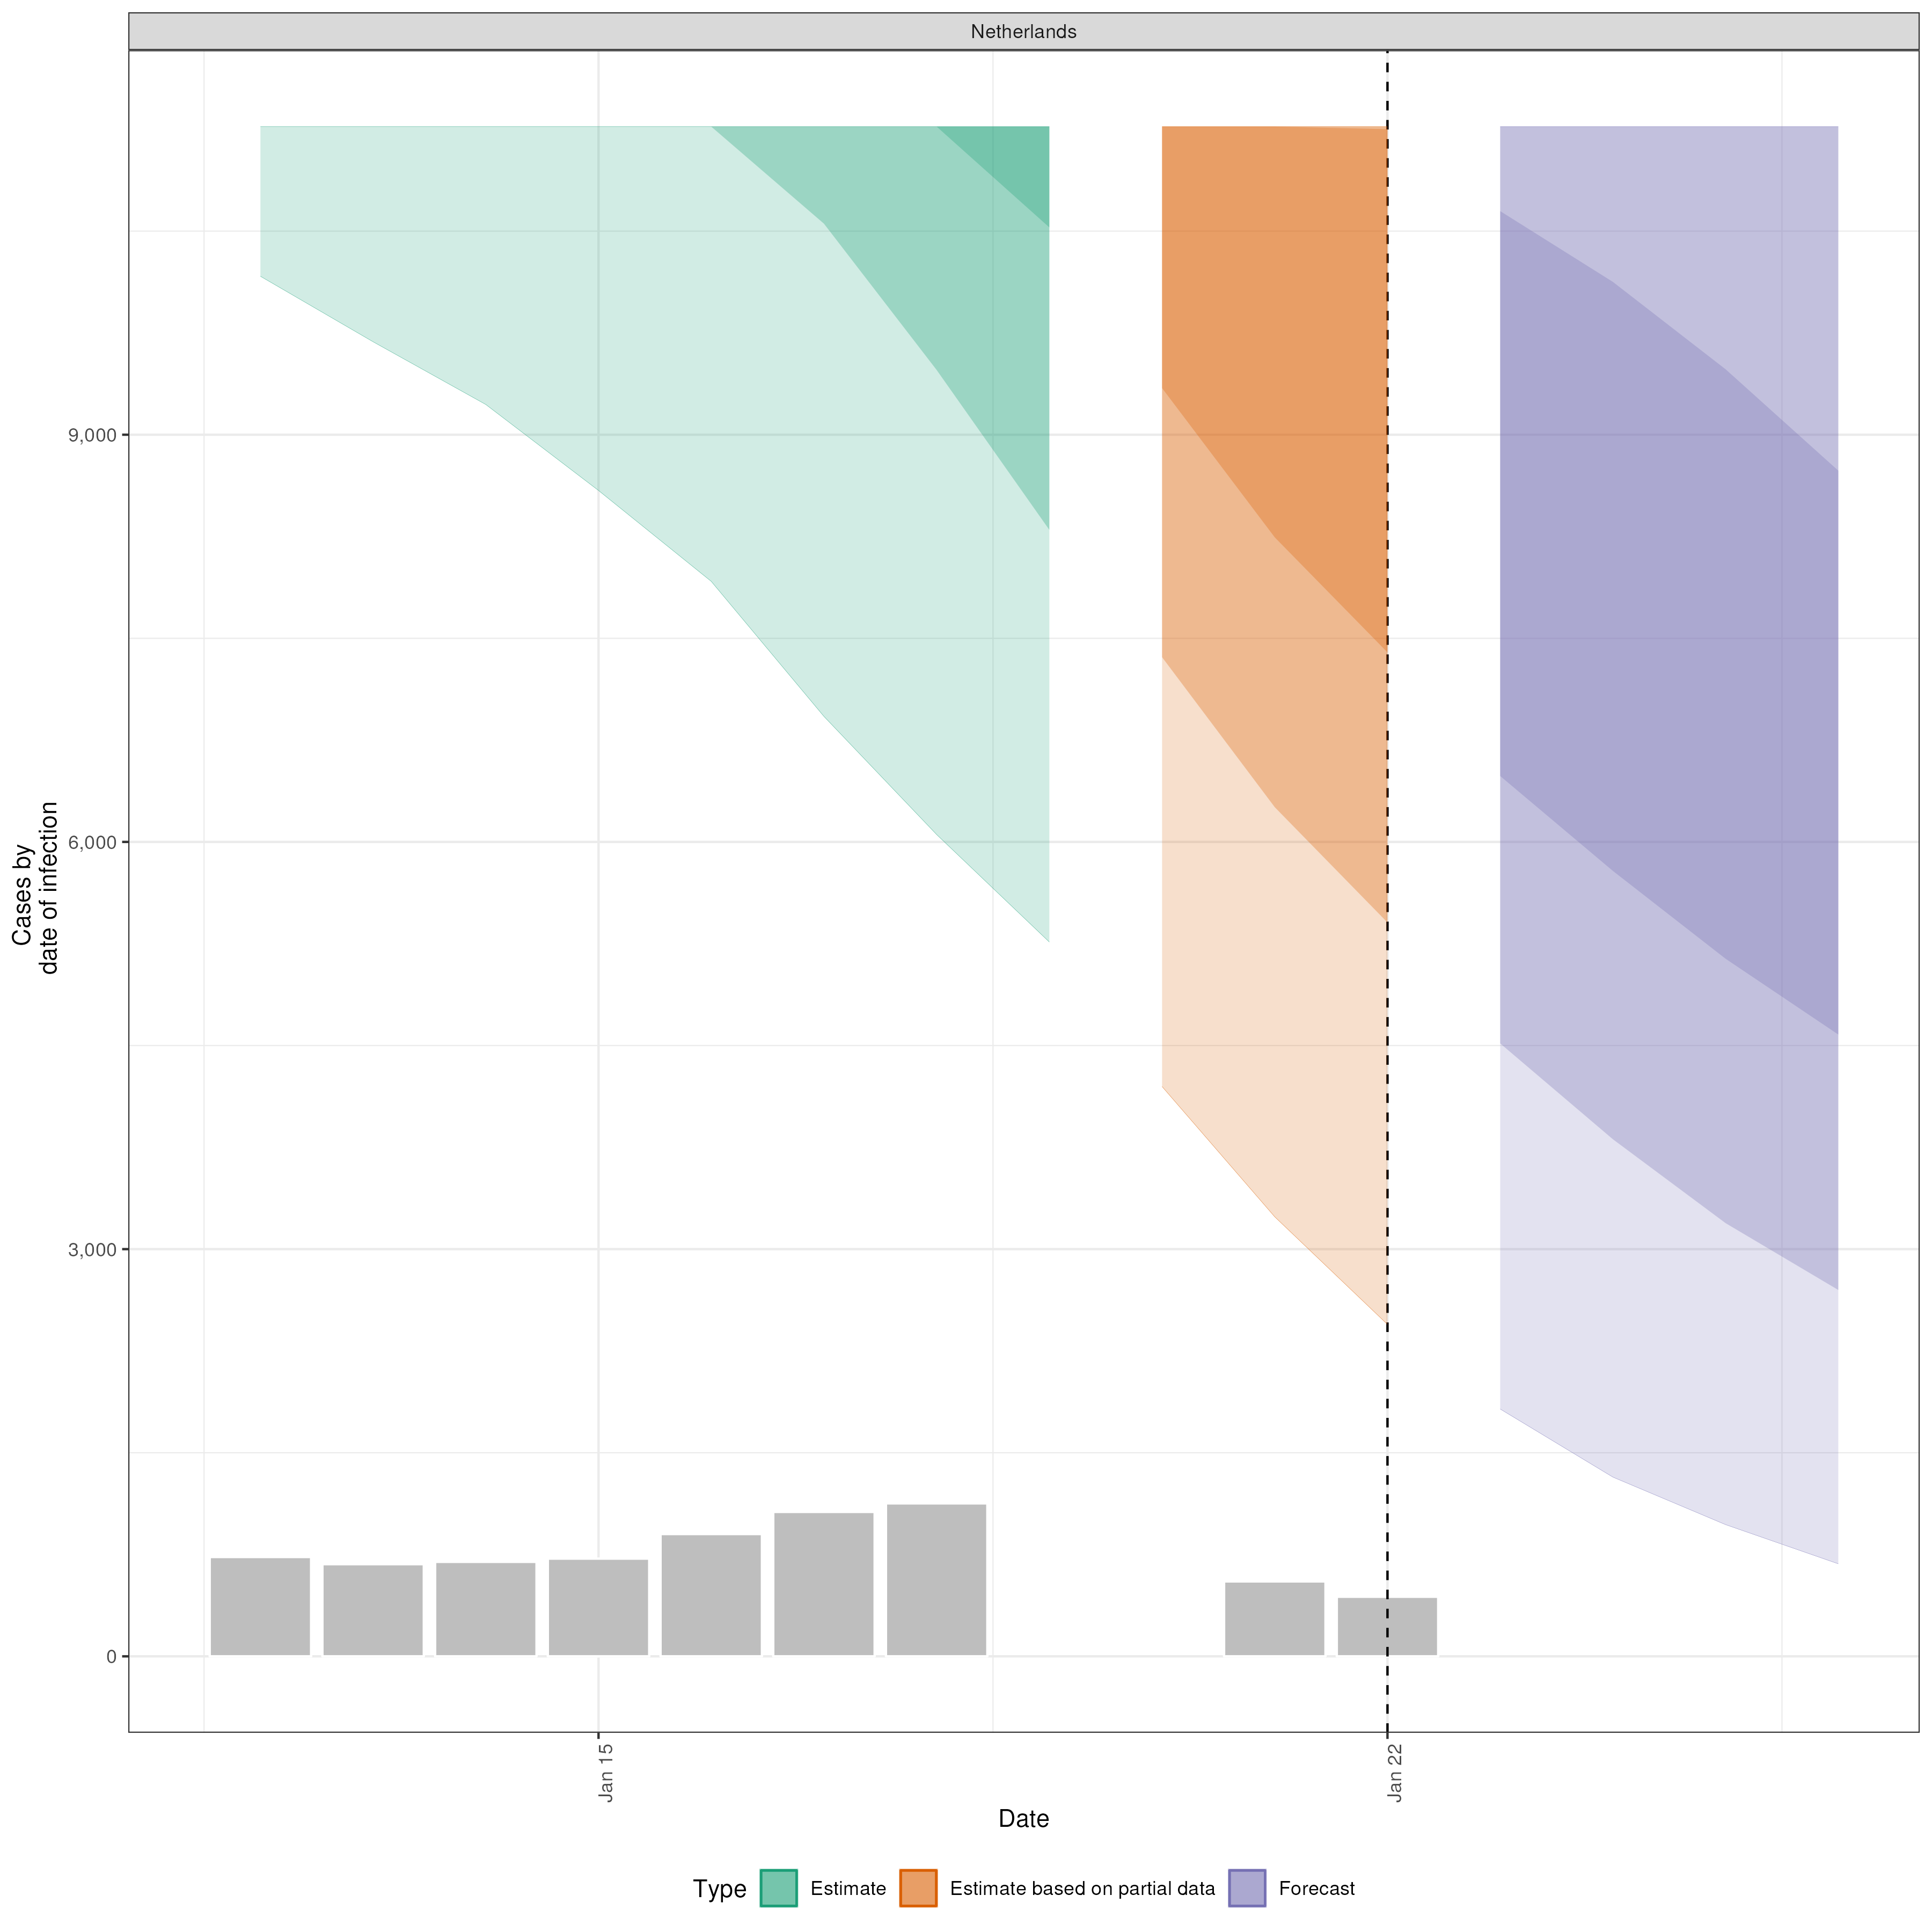 Netherlands
9,000
6,000
3,000
0
Cases by
date of infection
Jan 15
Jan 22
Date
Type
Estimate
Estimate based on partial data
Forecast